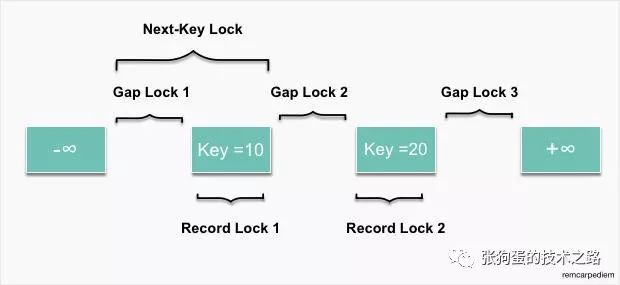 Next-Key Lock
Gap Lock 1
Gap Lock 2
Gap Lock 3
-∞
Key =10
Key =20
+∞
Record Lock 1
Record Lock 2
张狗蛋的技术之路
remcarpediem